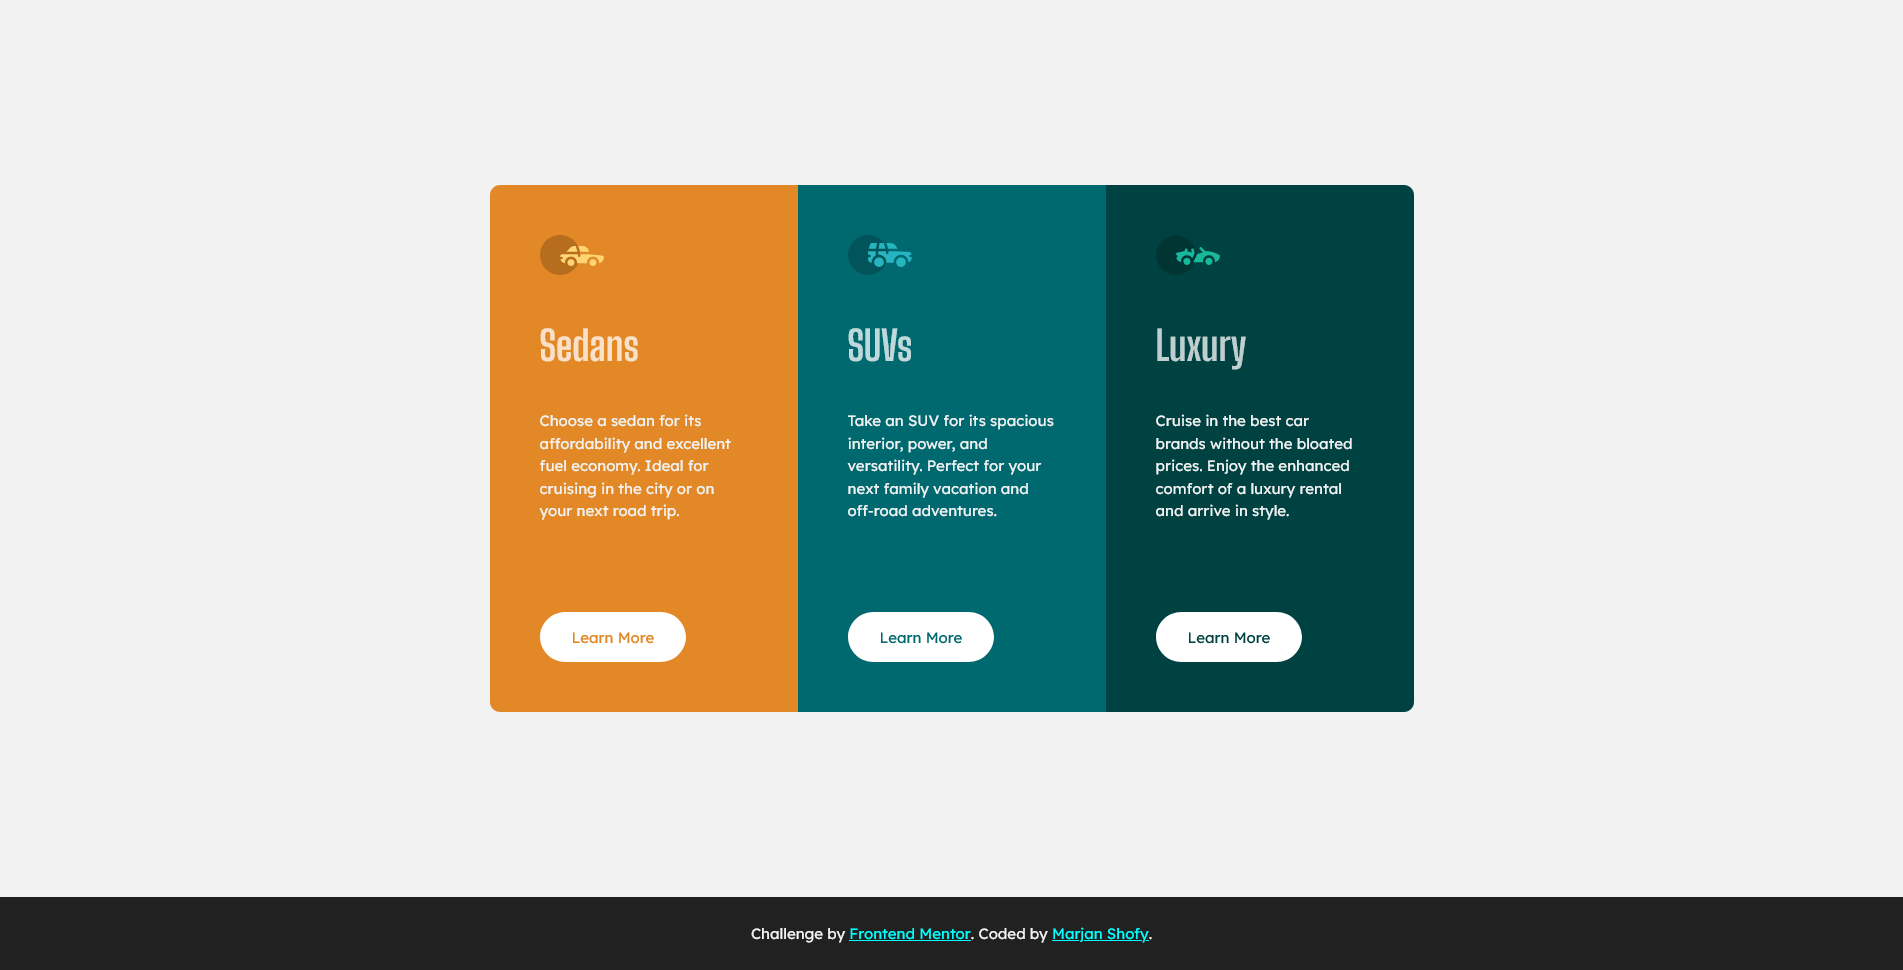 Sedans
Choose a sedan for its
affordability and excellent
fuel economy. Ideal for
cruising in the city or on
your next road trip.
Learn More
SUVs
Take an SUV for its spacious
interior, power, and
versatility. Perfect for your
next family vacation and
off-road adventures.
Learn More
Luxury
Cruise in the best car
brands without the bloated
prices. Enjoy the enhanced
comfort of a luxury rental
and arrive in style.
Learn More
Challenge by Frontend Mentor. Coded by Marjan Shofy.